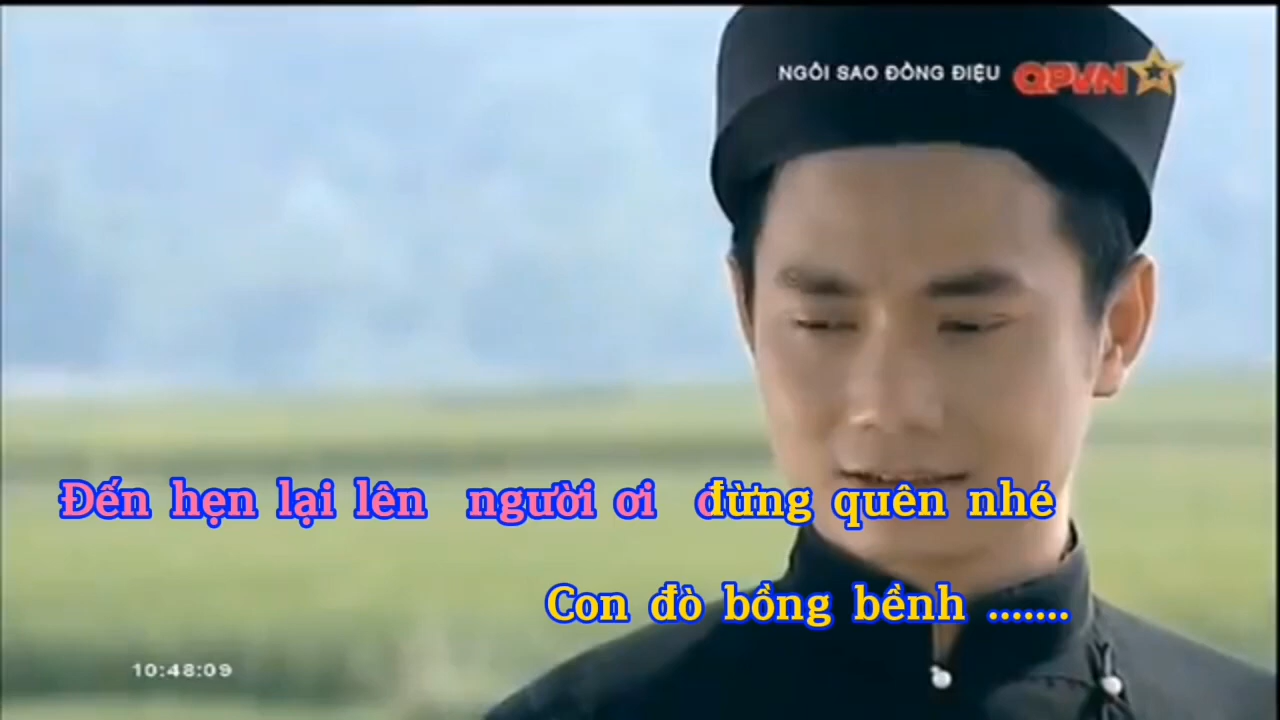 NGÔI SAO ĐỒNG ĐIỆU QPVN
Đến hẹn lại lên người ơi đừng quên nhé
Con đò bồng bềnh .......
10:48:09